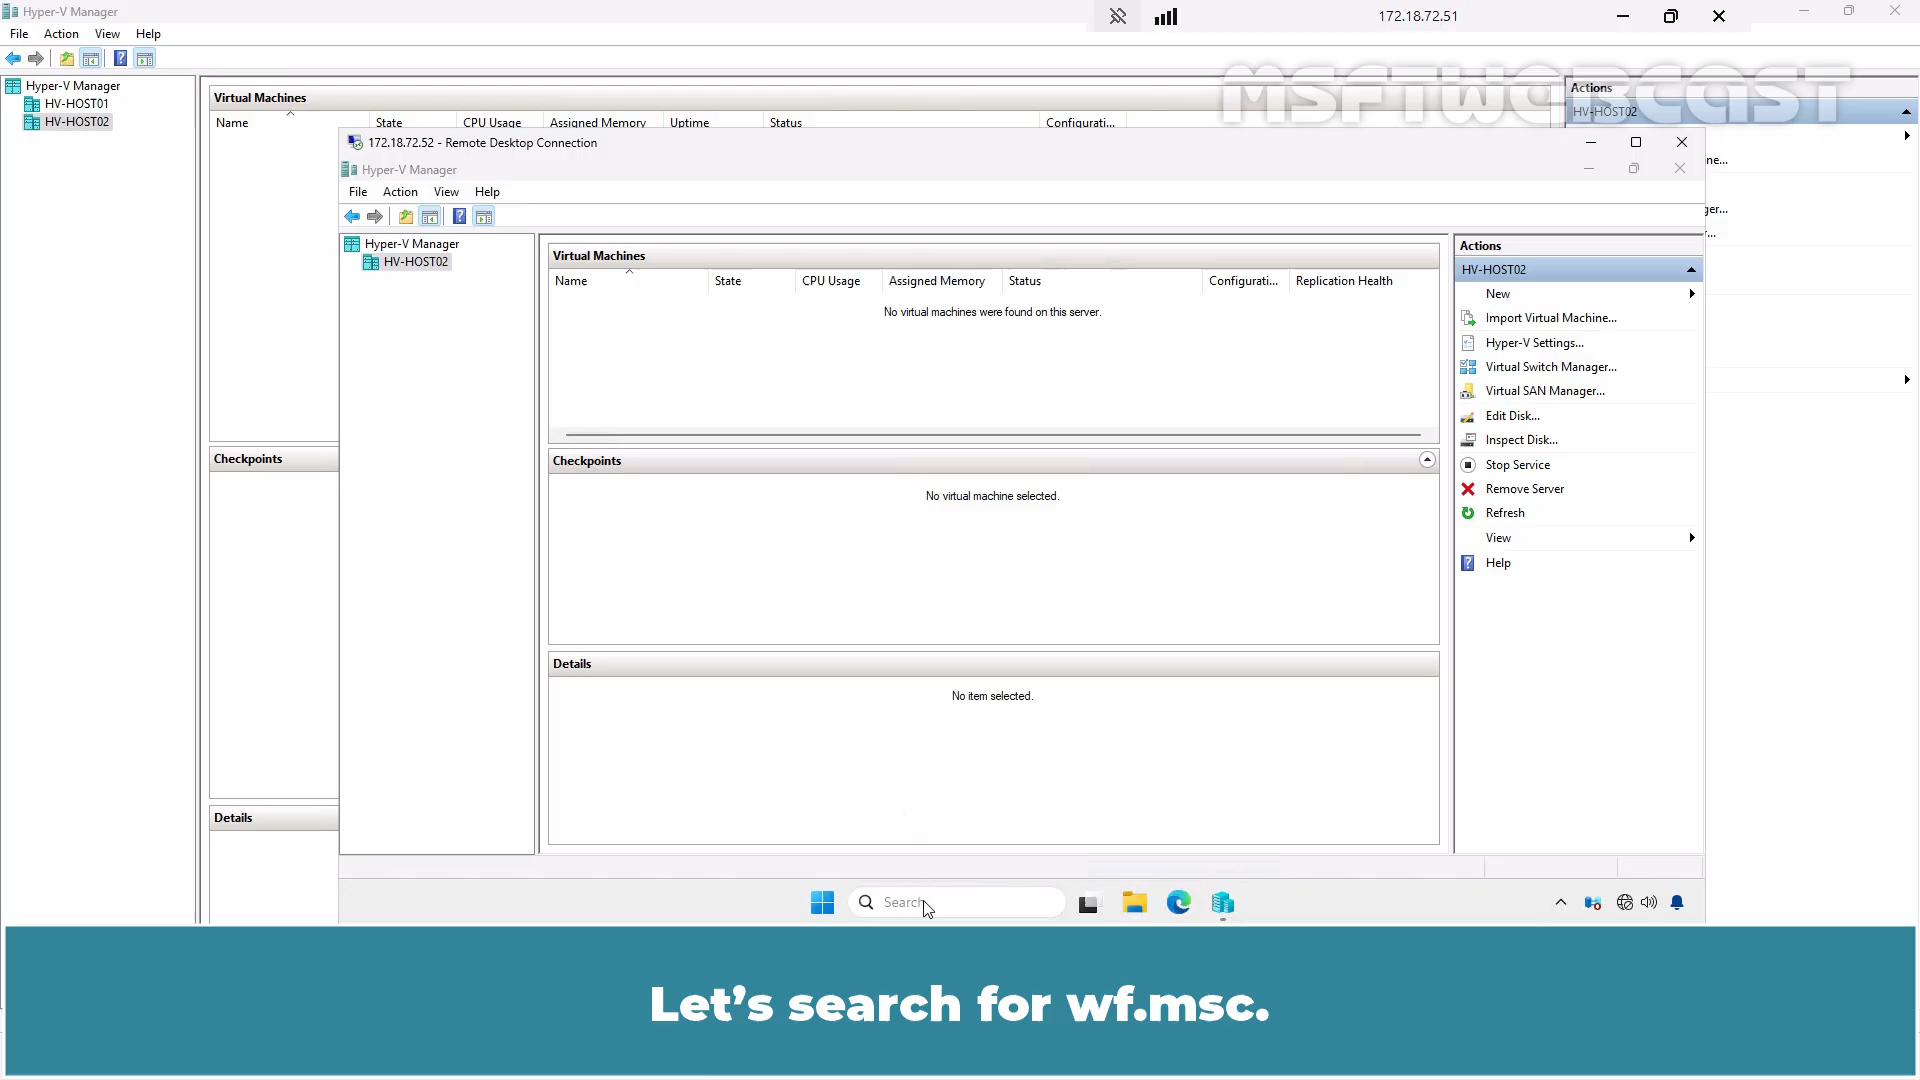 Hyper-V Manager
172.18.72.51
File Action View Help
Hyper-V Manager
HV-HOST01
HV-HOST02
Virtual Machines
Name State CPU Usage Assigned Memory Uptime Status Configurati...
MSFTWEBCAST
Actions
HV-HOST02
ne...
ger...
172.18.72.52 - Remote Desktop Connection
Hyper-V Manager
File Action View Help
Hyper-V Manager
HV-HOST02
Virtual Machines
Name State CPU Usage Assigned Memory Status Configurati... Replication Health
No virtual machines were found on this server.
Checkpoints
No virtual machine selected.
Details
No item selected.
Actions
HV-HOST02
New
Import Virtual Machine...
Hyper-V Settings...
Virtual Switch Manager...
Virtual SAN Manager...
Edit Disk...
Inspect Disk...
Stop Service
Remove Server
Refresh
View
Help
Checkpoints
Details
Search
Let’s search for wf.msc.